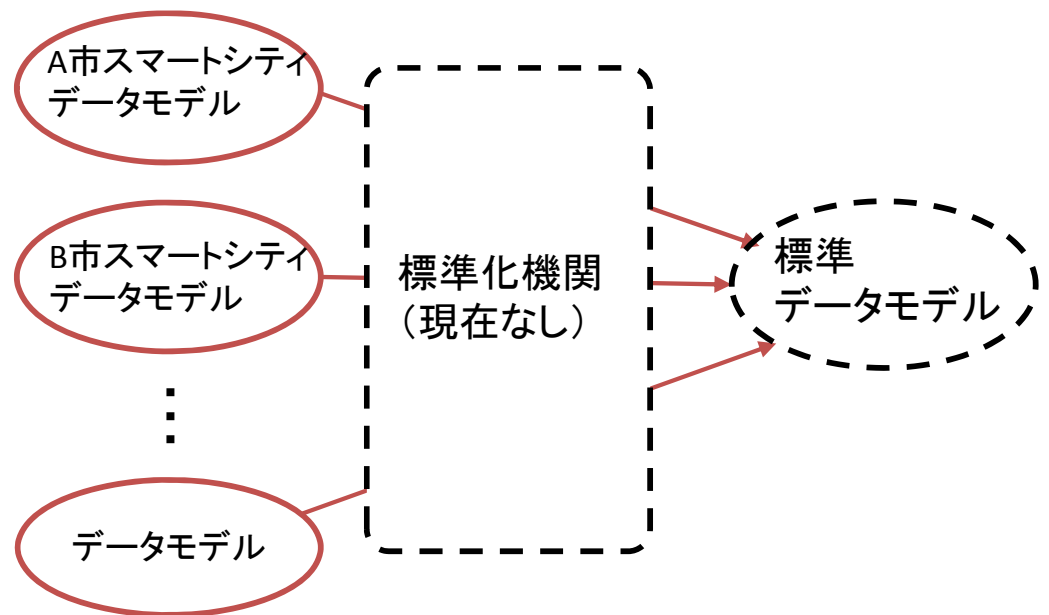 A市スマートシティ
データモデル
B市スマートシティ
データモデル
⋮
データモデル
標準化機関
（現在なし）
標準
データモデル